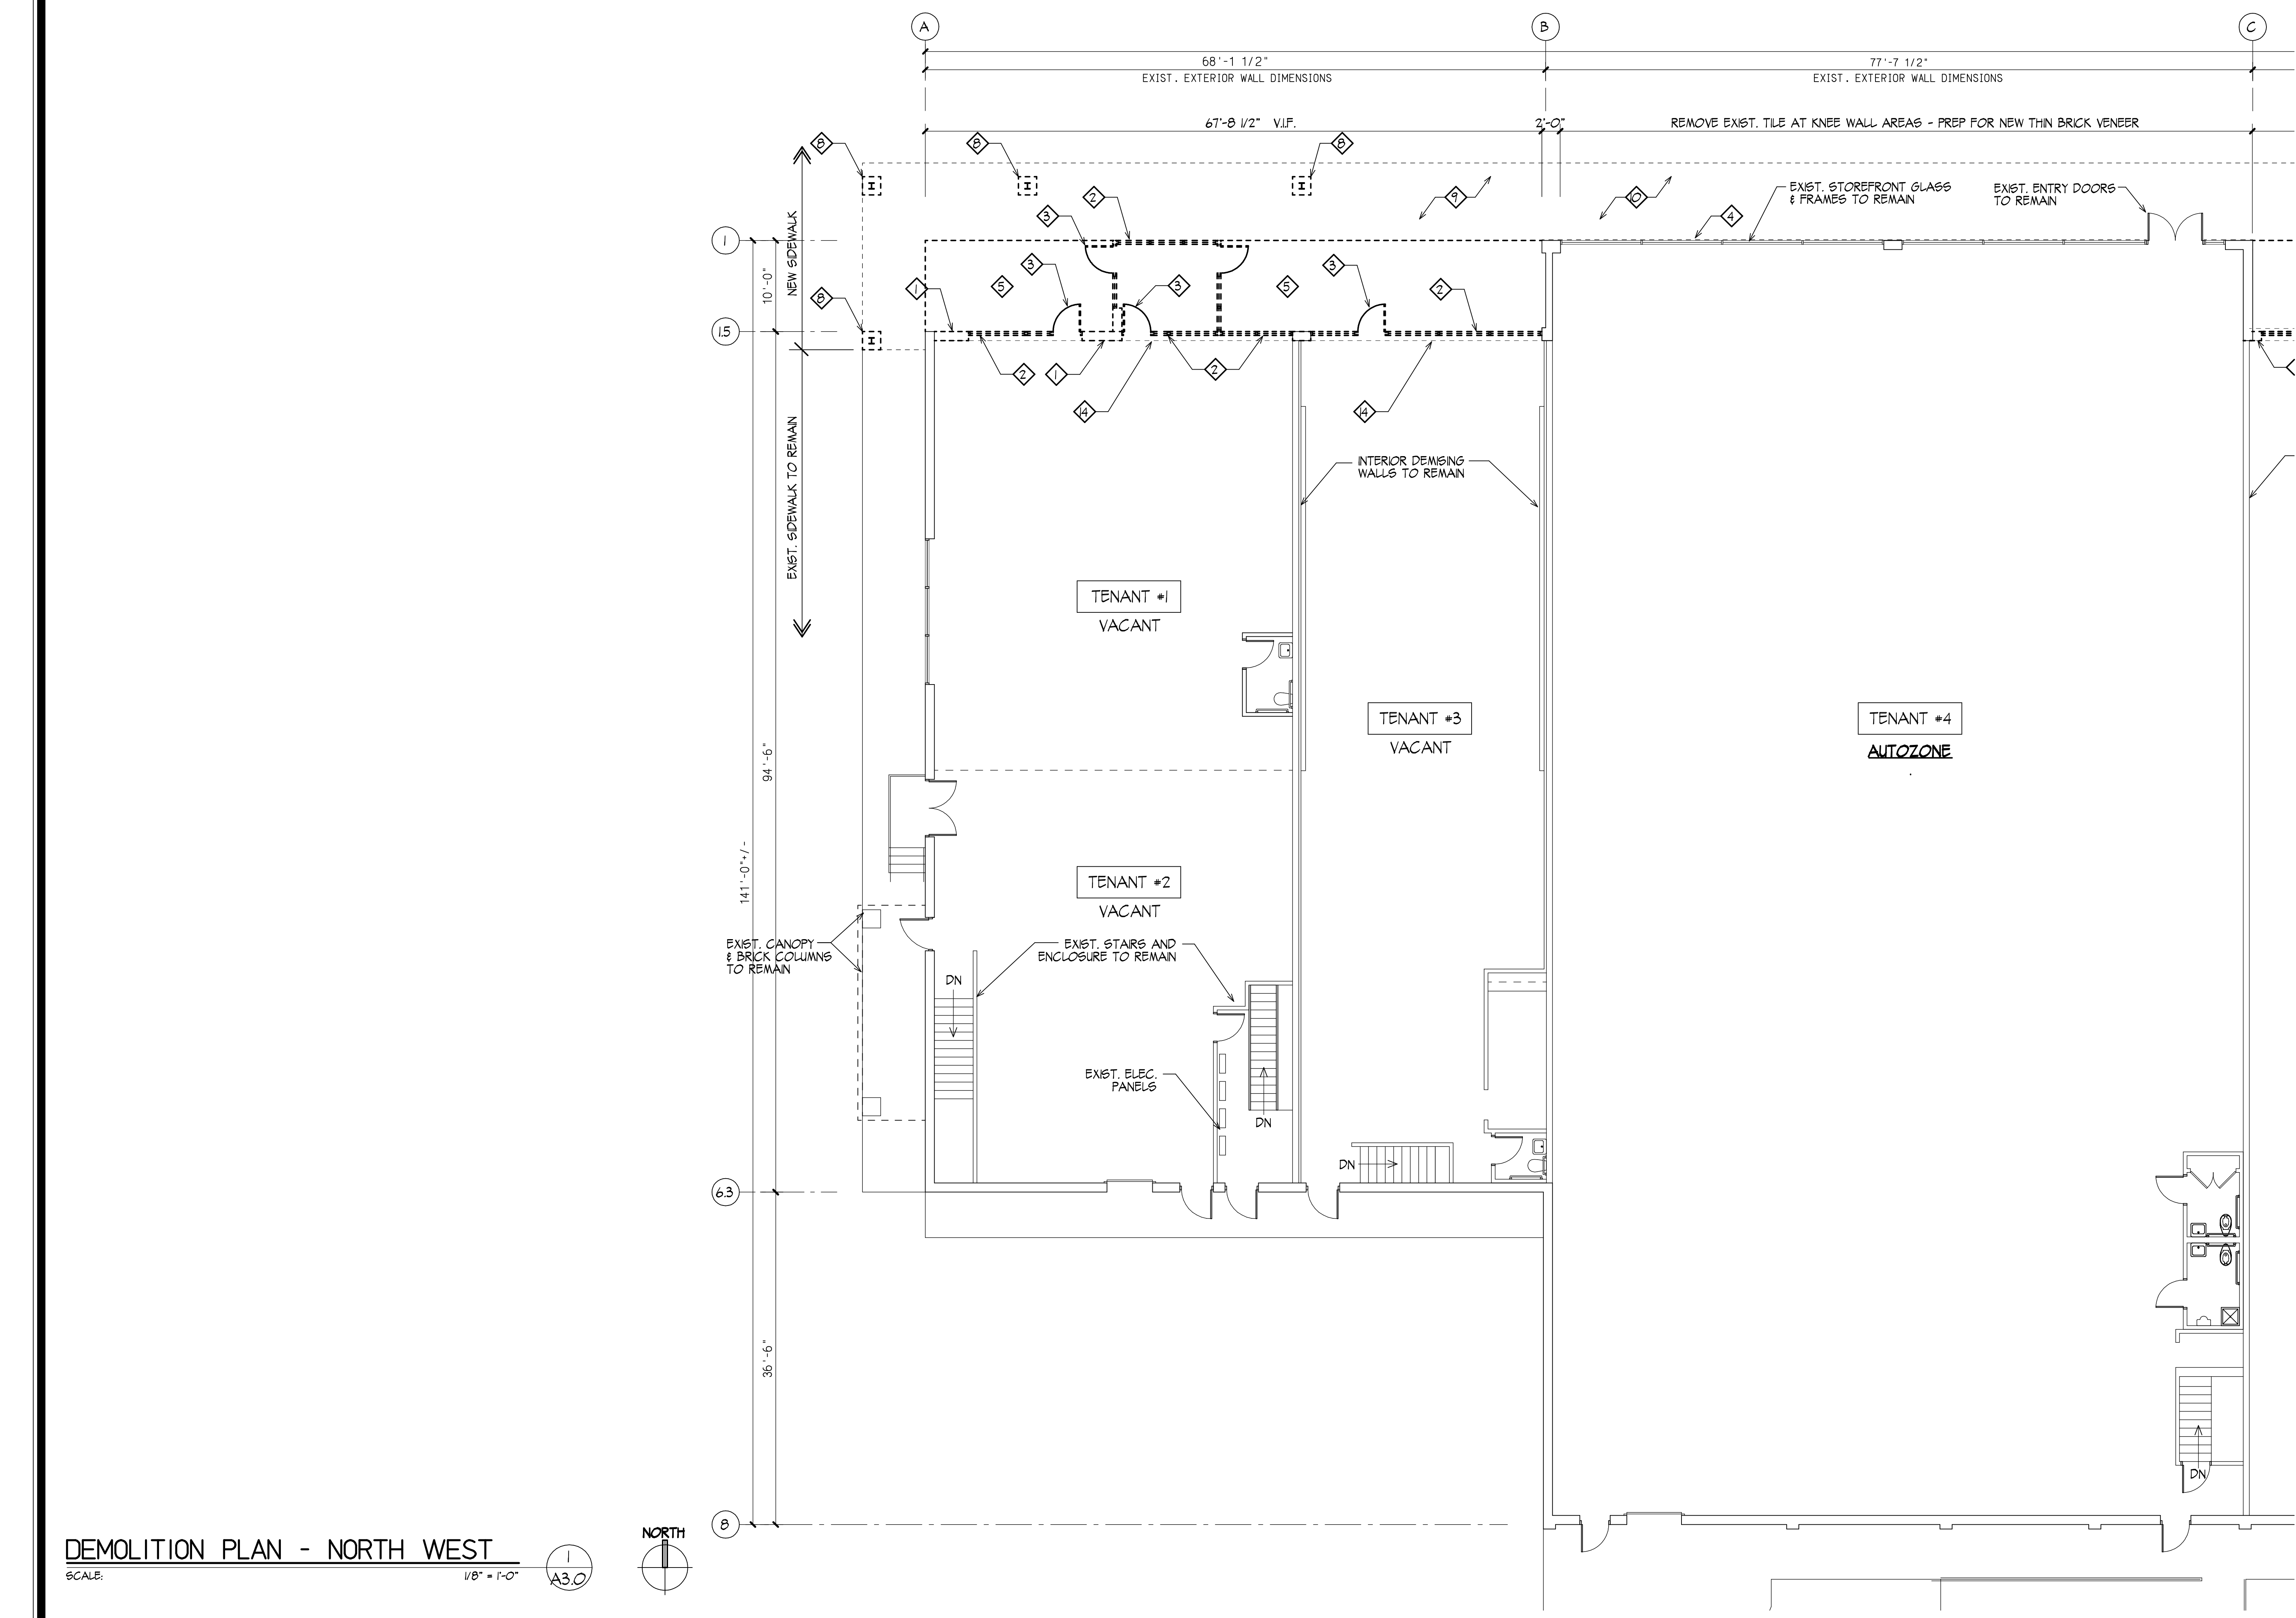 A
B
C
68'-1 1/2"
EXIST. EXTERIOR WALL DIMENSIONS
77'-7 1/2"
EXIST. EXTERIOR WALL DIMENSIONS
67'-8 1/2" V.I.F.
2'-0"
REMOVE EXIST. TILE AT KNEE WALL AREAS - PREP FOR NEW THIN BRICK VENEER
8
8
8
2
3
9
10
4
EXIST. STOREFRONT GLASS
& FRAMES TO REMAIN
EXIST. ENTRY DOORS
TO REMAIN
1
10'-0"
NEW SIDEWALK
8
1
5
3
3
5
3
2
1.5
2
1
2
14
14
EXIST. SIDEWALK TO REMAIN
INTERIOR DEMISING
WALLS TO REMAIN
TENANT #1
VACANT
TENANT #3
VACANT
TENANT #4
AUTOZONE
94'-6"
141'-0"+/-
TENANT #2
VACANT
EXIST. CANOPY
& BRICK COLUMNS
TO REMAIN
EXIST. STAIRS AND
ENCLOSURE TO REMAIN
DN
EXIST. ELEC.
PANELS
DN
DN
6.3
36'-6"
DN
8
DEMOLITION PLAN - NORTH WEST
SCALE: 1/8" = 1'-0"
1
A3.0
NORTH